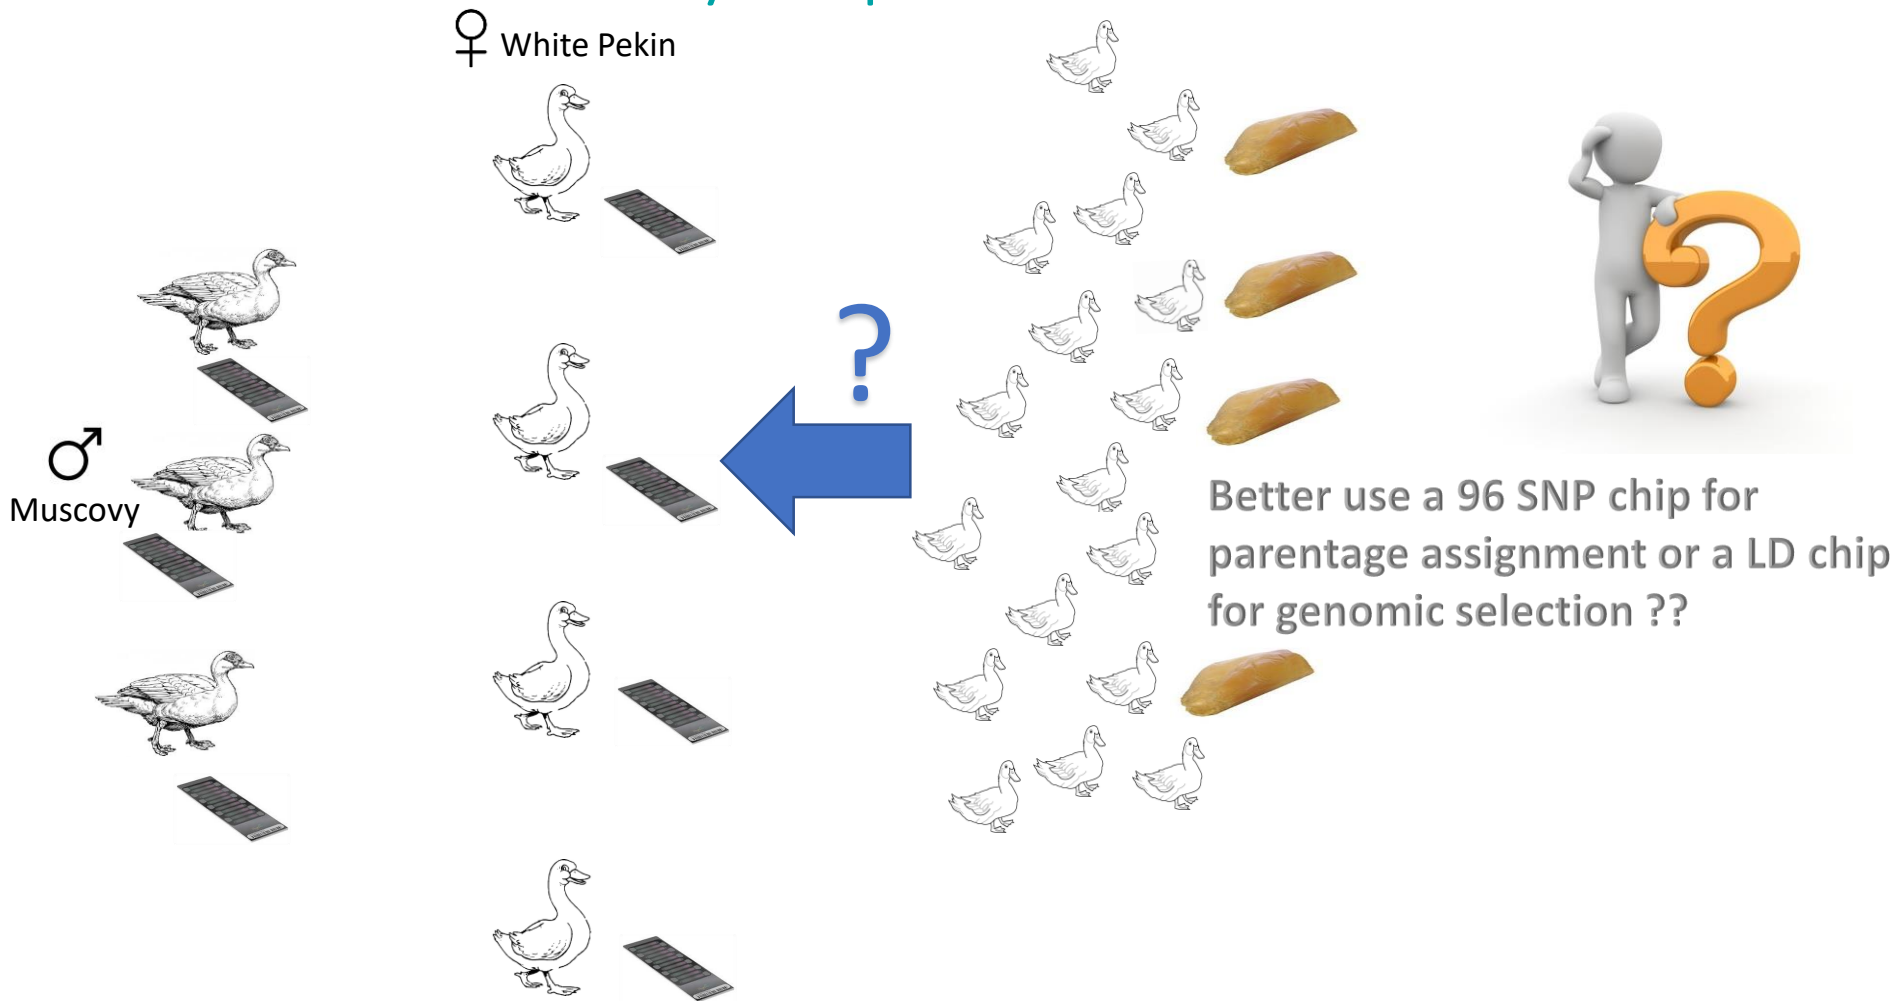 ♀ White Pekin
?
♂
Muscovy
Better use a 96 SNP chip for
parentage assignment or a LD chip
for genomic selection ??